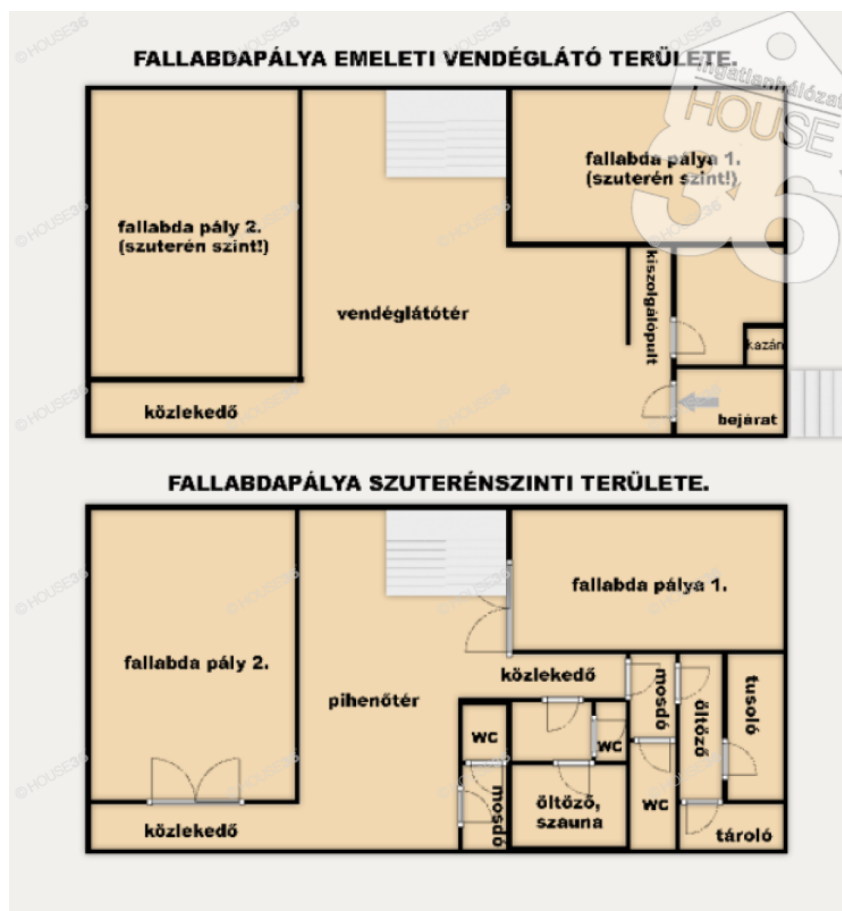 FALLABDAPÁLYA EMELETI VENDÉGLÁTÓ TERÜLETE.
Ingatlanhálózat
HOUSE
36
fallabda pálya 1.
(szuterén szint!)
fallabda pály 2.
(szuterén szint!)
vendéglátótér
kiszolgálópult
kazán
közlekedő
bejárat
FALLABDAPÁLYA SZUTERÉNSZINTI TERÜLETE.
fallabda pálya 1.
fallabda pály 2.
pihenőtér
közlekedő
mosdó
öltöző
tusoló
wc
wc
mosdó
öltöző,
szauna
wc
közlekedő
tároló
© HOUSE36